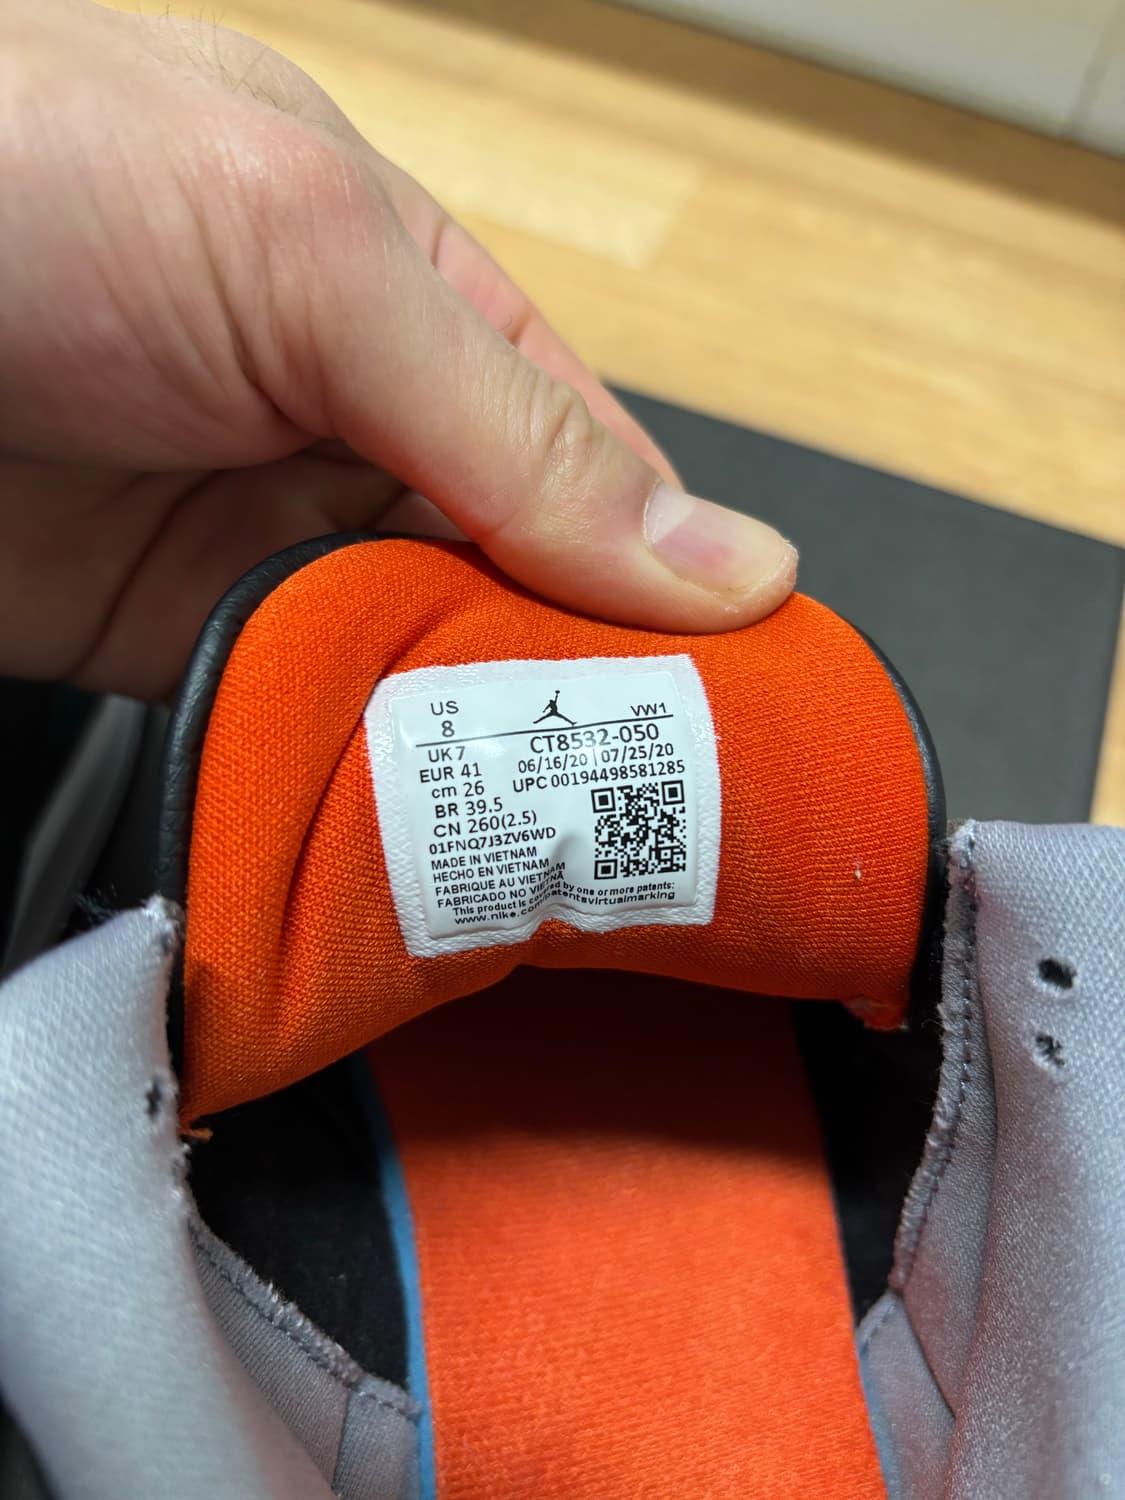 US VW1
8
CT8532-050
UK 7 06/16/20 | 07/25/20
EUR 41 UPC 00194498581285
cm 26
BR 39.5
CN 260(2.5)
01FNQ7J3ZV6WD
MADE IN VIETNAM
HECHO EN VIETNAM
FABRIQUE AU VIETNAM
FABRICADO NO VIETNÃ
This product is covered by one or more patents:
www.nike.com/patentsvirtualmarking